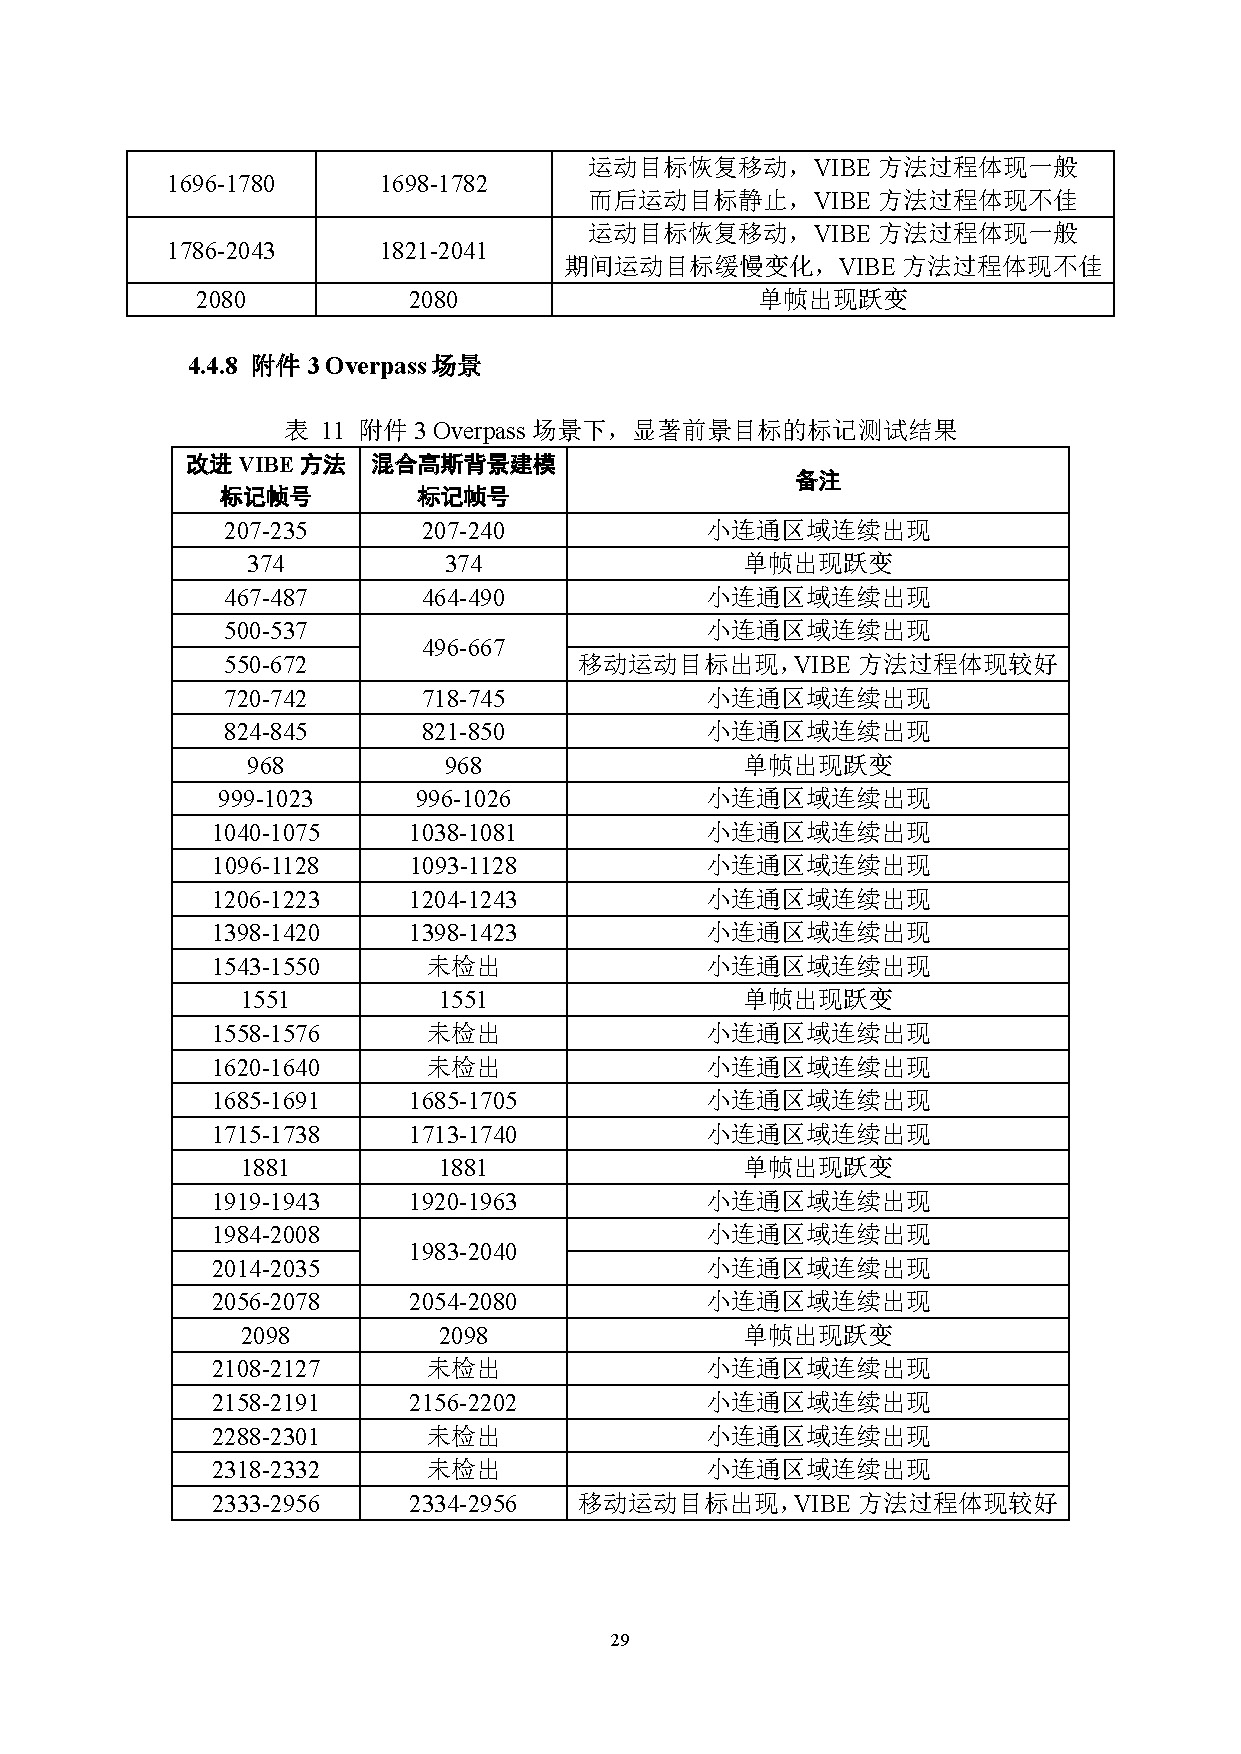 1696-1780 1698-1782 运动目标恢复移动，VIBE 方法过程体现一般
而后运动目标静止，VIBE 方法过程体现不佳
1786-2043 1821-2041 运动目标恢复移动，VIBE 方法过程体现一般
期间运动目标缓慢变化，VIBE 方法过程体现不佳
2080 2080 单帧出现跃变
4.4.8 附件 3 Overpass 场景
表 11 附件 3 Overpass 场景下，显著前景目标的标记测试结果
改进 VIBE 方法 混合高斯背景建模 备注
标记帧号 标记帧号
207-235 207-240 小连通区域连续出现
374 374 单帧出现跃变
467-487 464-490 小连通区域连续出现
500-537 496-667 小连通区域连续出现
550-672 移动运动目标出现，VIBE 方法过程体现较好
720-742 718-745 小连通区域连续出现
824-845 821-850 小连通区域连续出现
968 968 单帧出现跃变
999-1023 996-1026 小连通区域连续出现
1040-1075 1038-1081 小连通区域连续出现
1096-1128 1093-1128 小连通区域连续出现
1206-1223 1204-1243 小连通区域连续出现
1398-1420 1398-1423 小连通区域连续出现
1543-1550 未检出 小连通区域连续出现
1551 1551 单帧出现跃变
1558-1576 未检出 小连通区域连续出现
1620-1640 未检出 小连通区域连续出现
1685-1691 1685-1705 小连通区域连续出现
1715-1738 1713-1740 小连通区域连续出现
1881 1881 单帧出现跃变
1919-1943 1920-1963 小连通区域连续出现
1984-2008 1983-2040 小连通区域连续出现
2014-2035 小连通区域连续出现
2056-2078 2054-2080 小连通区域连续出现
2098 2098 单帧出现跃变
2108-2127 未检出 小连通区域连续出现
2158-2191 2156-2202 小连通区域连续出现
2288-2301 未检出 小连通区域连续出现
2318-2332 未检出 小连通区域连续出现
2333-2956 2334-2956 移动运动目标出现，VIBE 方法过程体现较好
29